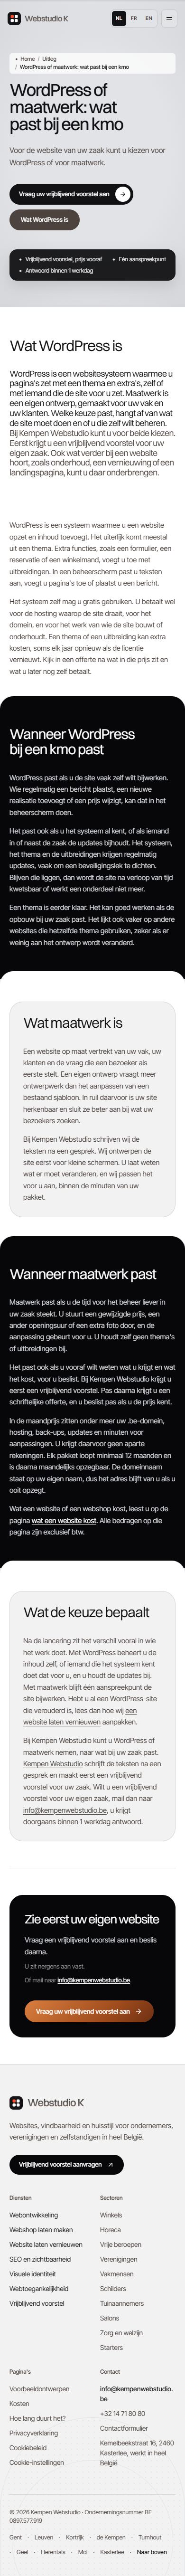 Webstudio K
NL FR EN
• Home / Uitleg
/ WordPress of maatwerk: wat past bij een kmo
WordPress of
maatwerk: wat
past bij een kmo
Voor de website van uw zaak kunt u kiezen voor
WordPress of voor maatwerk.
Vraag uw vrijblijvend voorstel aan →
Wat WordPress is
• Vrijblijvend voorstel, prijs vooraf • Eén aanspreekpunt
• Antwoord binnen 1 werkdag
Wat WordPress is
WordPress is een websitesysteem waarmee u
pagina's zet met een thema en extra's, zelf of
met iemand die de site voor u zet. Maatwerk is
een eigen ontwerp, gemaakt voor uw vak en
uw klanten. Welke keuze past, hangt af van wat
de site moet doen en of u die zelf wilt beheren.
Bij Kempen Webstudio kunt u voor beide kiezen.
Eerst krijgt u een vrijblijvend voorstel voor uw
eigen zaak. Ook wat verder bij een website
hoort, zoals onderhoud, een vernieuwing of een
landingspagina, kunt u daar onderbrengen.
WordPress is een systeem waarmee u een website
opzet en inhoud toevoegt. Het uiterlijk komt meestal
uit een thema. Extra functies, zoals een formulier, een
reservatie of een winkelmand, voegt u toe met
uitbreidingen. In een beheerscherm past u teksten
aan, voegt u pagina's toe of plaatst u een bericht.
Het systeem zelf mag u gratis gebruiken. U betaalt wel
voor de hosting waarop de site draait, voor het
domein, en voor het werk van wie de site bouwt of
onderhoudt. Een thema of een uitbreiding kan extra
kosten, soms elk jaar opnieuw als de licentie
vernieuwt. Kijk in een offerte na wat in die prijs zit en
wat u later nog zelf betaalt.
Wanneer WordPress
bij een kmo past
WordPress past als u de site vaak zelf wilt bijwerken.
Wie regelmatig een bericht plaatst, een nieuwe
realisatie toevoegt of een prijs wijzigt, kan dat in het
beheerscherm doen.
Het past ook als u het systeem al kent, of als iemand
in of naast de zaak de updates bijhoudt. Het systeem,
het thema en de uitbreidingen krijgen regelmatig
updates, vaak om een beveiligingslek te dichten.
Blijven die liggen, dan wordt de site na verloop van tijd
kwetsbaar of werkt een onderdeel niet meer.
Een thema is eerder klaar. Het kan goed werken als de
opbouw bij uw zaak past. Het lijkt ook vaker op andere
websites die hetzelfde thema gebruiken, zeker als er
weinig aan het ontwerp wordt veranderd.
Wat maatwerk is
Een website op maat vertrekt van uw vak, uw
klanten en de vraag die een bezoeker als
eerste stelt. Een eigen ontwerp vraagt meer
ontwerpwerk dan het aanpassen van een
bestaand sjabloon. In ruil daarvoor is uw site
herkenbaar en sluit ze beter aan bij wat uw
bezoekers zoeken.
Bij Kempen Webstudio schrijven wij de
teksten na een gesprek. Wij ontwerpen de
site eerst voor kleine schermen. U laat weten
wat er moet veranderen, en wij passen het
voor u aan, binnen de minuten van uw
pakket.
Wanneer maatwerk past
Maatwerk past als u de tijd voor het beheer liever in
uw zaak steekt. U stuurt een gewijzigde prijs, een
ander openingsuur of een extra foto door, en de
aanpassing gebeurt voor u. U houdt zelf geen thema's
of uitbreidingen bij.
Het past ook als u vooraf wilt weten wat u krijgt en wat
het kost, voor u beslist. Bij Kempen Webstudio krijgt u
eerst een vrijblijvend voorstel. Pas daarna krijgt u een
schriftelijke offerte, en u beslist pas als u uw prijs kent.
In de maandprijs zitten onder meer uw .be-domein,
hosting, back-ups, updates en minuten voor
aanpassingen. U krijgt daarvoor geen aparte
rekeningen. Elk pakket loopt minimaal 12 maanden en
is daarna maandelijks opzegbaar. De domeinnaam
staat op uw eigen naam, dus het adres blijft van u als u
ooit opzegt.
Wat een website of een webshop kost, leest u op de
pagina wat een website kost. Alle bedragen op die
pagina zijn exclusief btw.
Wat de keuze bepaalt
Na de lancering zit het verschil vooral in wie
het werk doet. Met WordPress beheert u de
inhoud zelf, of iemand die het systeem kent
doet dat voor u, en u houdt de updates bij.
Met maatwerk blijft één aanspreekpunt de
site bijwerken. Hebt u al een WordPress-site
die verouderd is, lees dan hoe wij een
website laten vernieuwen aanpakken.
Bij Kempen Webstudio kunt u WordPress of
maatwerk nemen, naar wat bij uw zaak past.
Kempen Webstudio schrijft de teksten na een
gesprek en maakt eerst een vrijblijvend
voorstel voor uw zaak. Wilt u een vrijblijvend
voorstel voor uw eigen zaak, mail dan naar
info@kempenwebstudio.be, u krijgt
doorgaans binnen 1 werkdag antwoord.
Zie eerst uw eigen website
Vraag een vrijblijvend voorstel aan en beslis
daarna.
U zit nergens aan vast.
Of mail naar info@kempenwebstudio.be.
Vraag uw vrijblijvend voorstel aan →
Webstudio K
Websites, vindbaarheid en huisstijl voor ondernemers,
verenigingen en zelfstandigen in heel België.
Vrijblijvend voorstel aanvragen ↗
Diensten
Webontwikkeling
Webshop laten maken
Website laten vernieuwen
SEO en zichtbaarheid
Visuele identiteit
Webtoegankelijkheid
Vrijblijvend voorstel
Sectoren
Winkels
Horeca
Vrije beroepen
Verenigingen
Vakmensen
Schilders
Tuinaannemers
Salons
Zorg en welzijn
Starters
Pagina's
Voorbeeldontwerpen
Kosten
Hoe lang duurt het?
Privacyverklaring
Cookiebeleid
Cookie-instellingen
Contact
info@kempenwebstudio.
be
+32 14 71 80 80
Contactformulier
Kemelbeekstraat 16, 2460
Kasterlee, werkt in heel
België
© 2026 Kempen Webstudio · Ondernemingsnummer BE
0897.577.919
Gent · Leuven · Kortrijk · de Kempen · Turnhout
· Geel · Herentals · Mol · Kasterlee · Naar boven